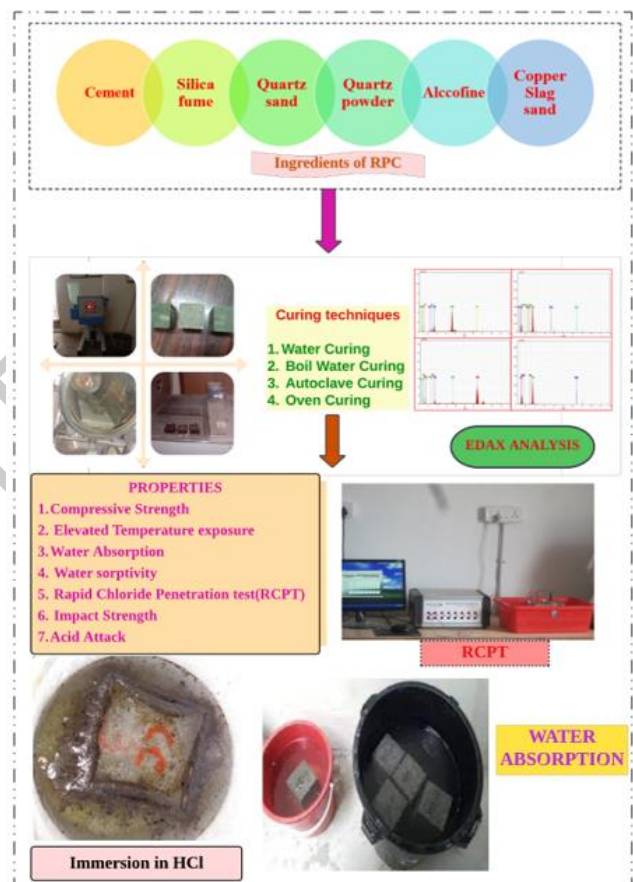 Cement
Silica
fume
Quartz
sand
Quartz
powder
Alccofine
Copper
Slag
sand
Ingredients of RPC
Curing techniques
1. Water Curing
2. Boil Water Curing
3. Autoclave Curing
4. Oven Curing
EDAX ANALYSIS
PROPERTIES
1.Compressive Strength
2. Elevated Temperature exposure
3.Water Absorption
4. Water sorptivity
5. Rapid Chloride Penetration test(RCPT)
6. Impact Strength
7.Acid Attack
RCPT
WATER
ABSORPTION
Immersion in HCl